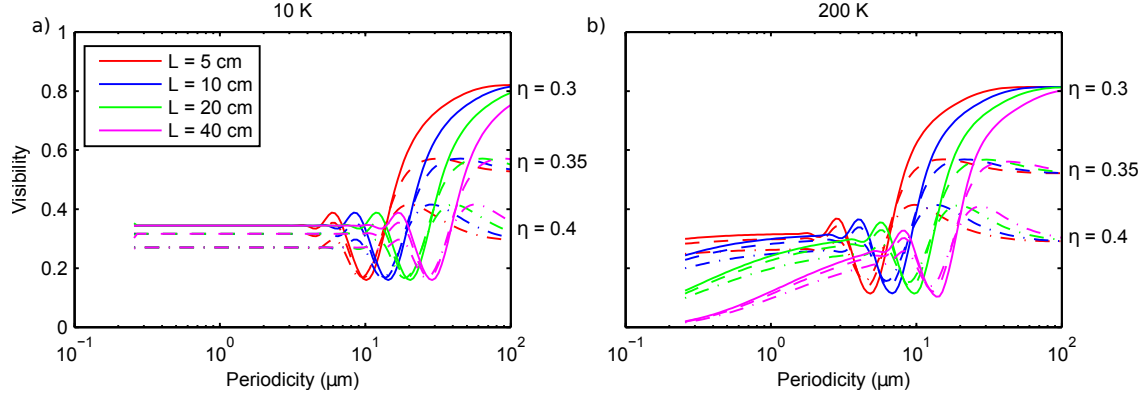 10 K
200 K
a)
b)
1
0.8
0.6
0.4
0.2
0
Visibility
L = 5 cm
L = 10 cm
L = 20 cm
L = 40 cm
η = 0.3
η = 0.35
η = 0.4
η = 0.3
η = 0.35
η = 0.4
10⁻¹ 10⁰ 10¹ 10²
10⁻¹ 10⁰ 10¹ 10²
Periodicity (μm)
Periodicity (μm)